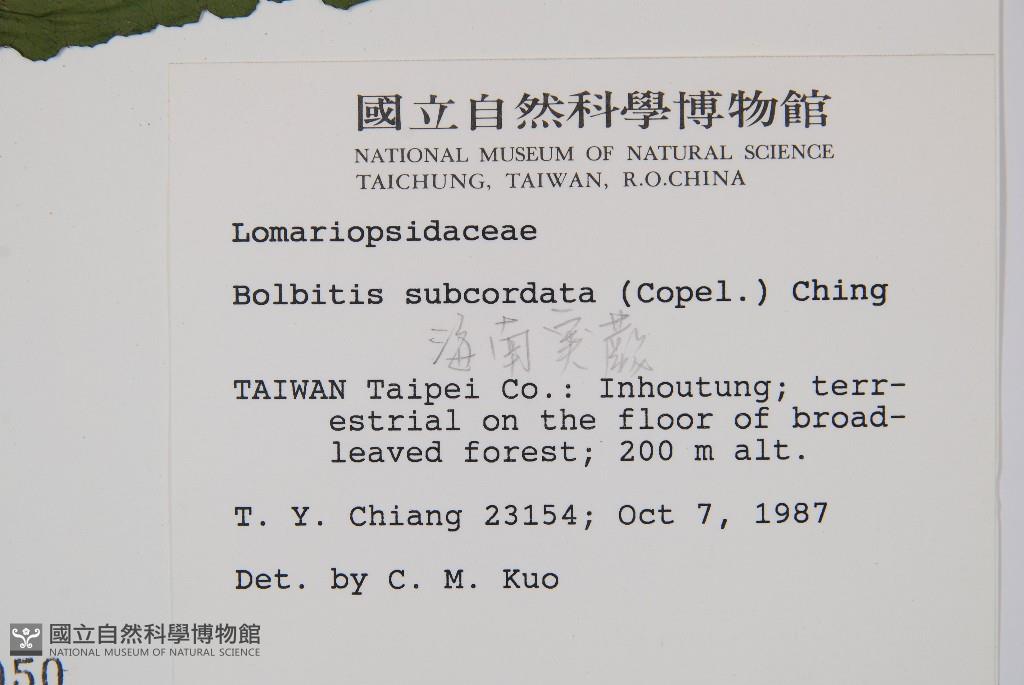 國立自然科學博物館
NATIONAL MUSEUM OF NATURAL SCIENCE
TAICHUNG, TAIWAN, R.O.CHINA
Lomariopsidaceae
Bolbitis subcordata (Copel.) Ching
海南实蕨
TAIWAN Taipei Co.: Inhoutung; terr-
estrial on the floor of broad-
leaved forest; 200 m alt.
T. Y. Chiang 23154; Oct 7, 1987
Det. by C. M. Kuo
國立自然科學博物館
NATIONAL MUSEUM OF NATURAL SCIENCE
050